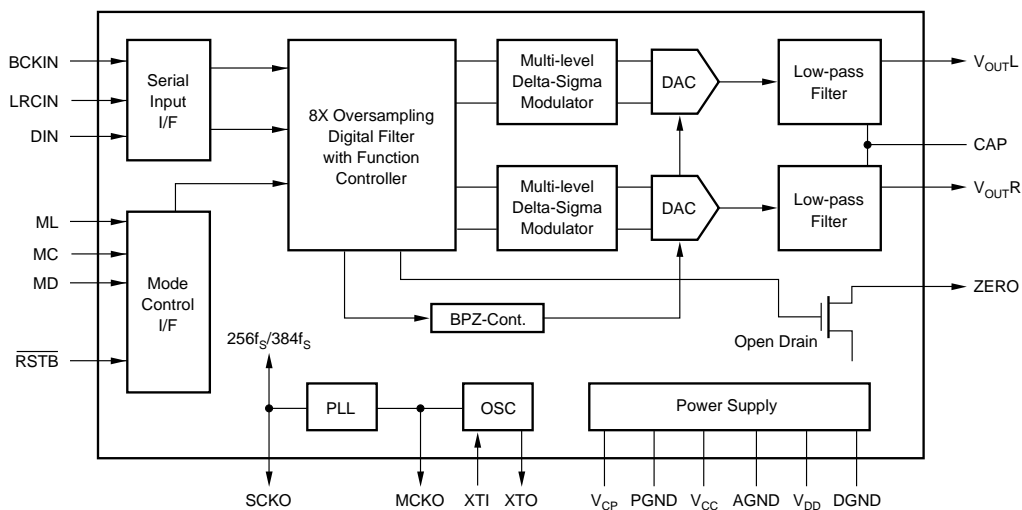 BCKIN
LRCIN
DIN
Serial
Input
I/F
8X Oversampling
Digital Filter
with Function
Controller
Multi-level
Delta-Sigma
Modulator
DAC
Low-pass
Filter
VOUTL
CAP
Multi-level
Delta-Sigma
Modulator
DAC
Low-pass
Filter
VOUTR
ML
MC
MD
RSTB
Mode
Control
I/F
BPZ-Cont.
Open Drain
ZERO
256fS/384fS
PLL
OSC
Power Supply
SCKO
MCKO
XTI
XTO
VCP
PGND
VCC
AGND
VDD
DGND